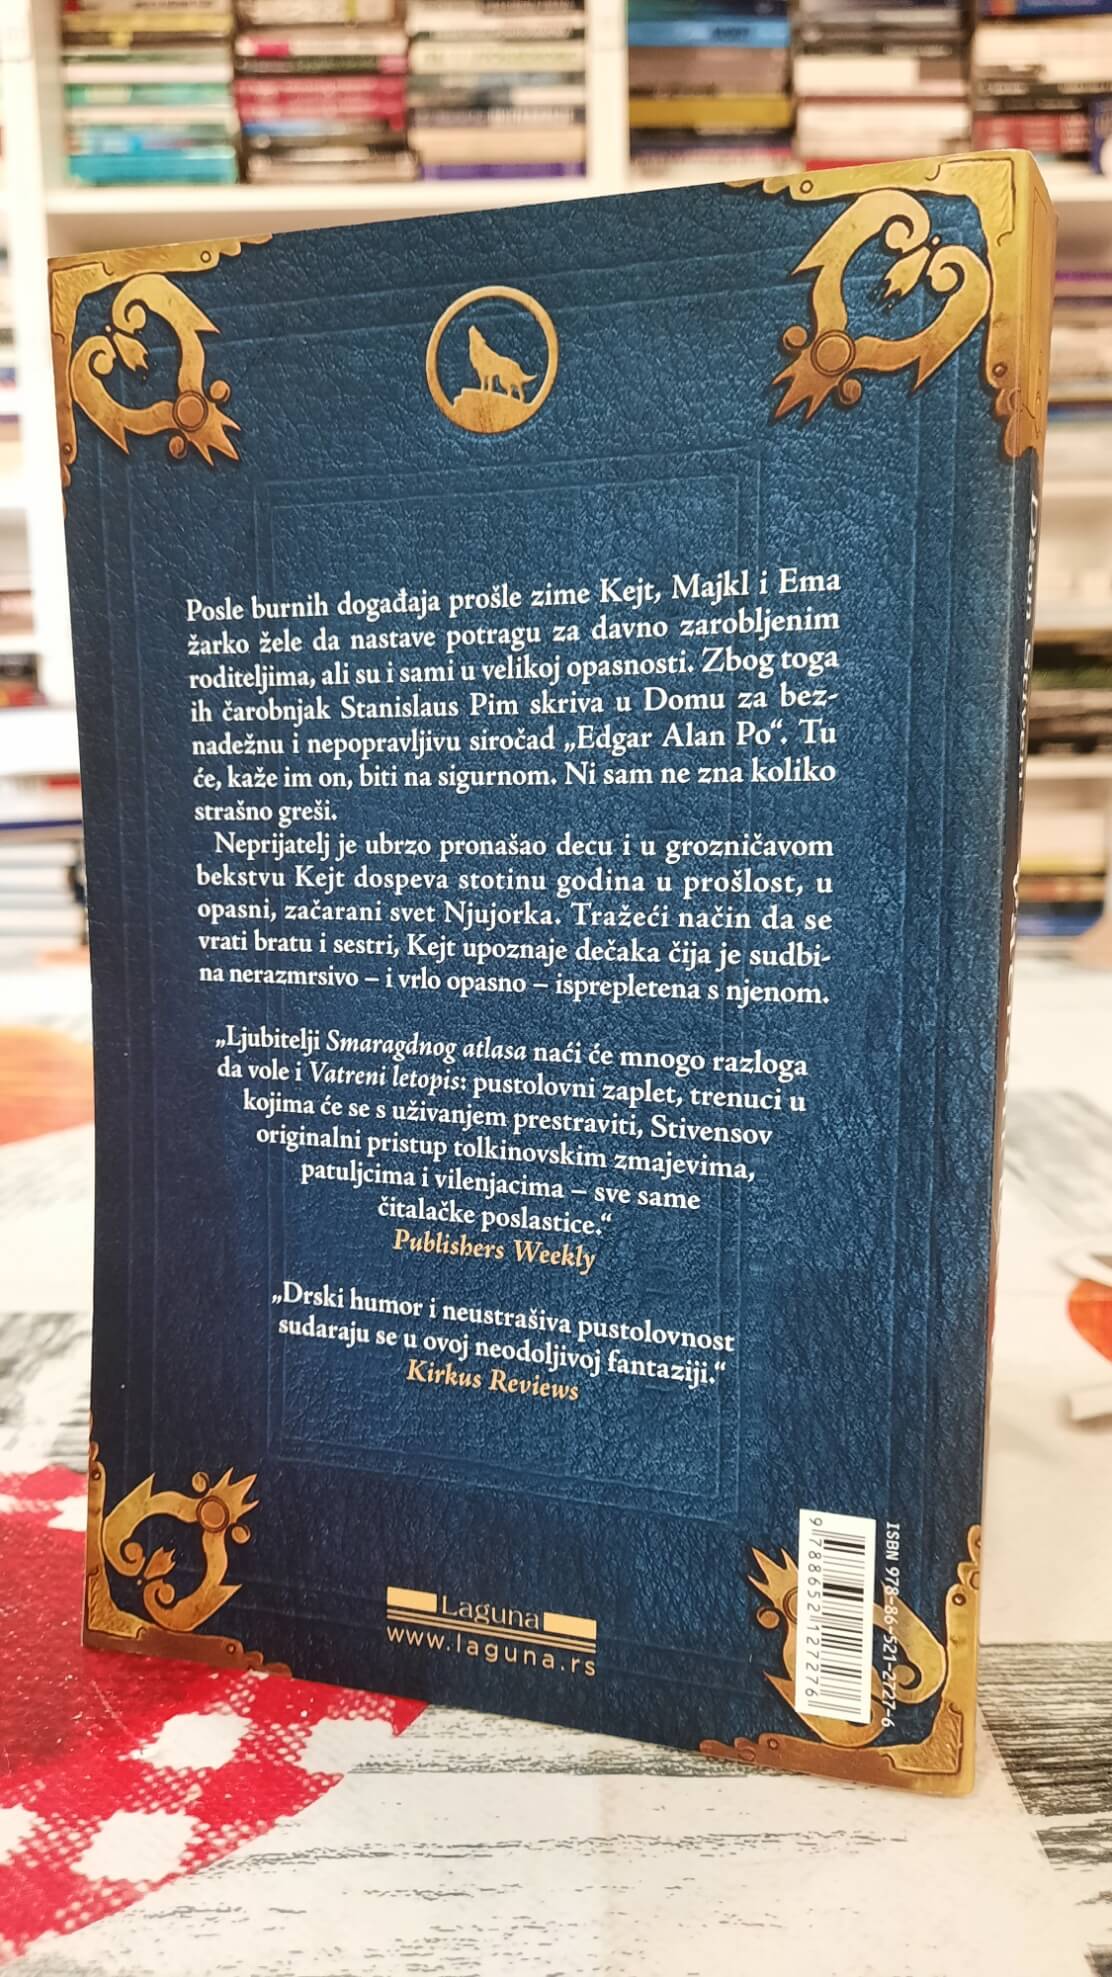 Posle burnih događaja prošle zime Kejt, Majkl i Ema
žarko žele da nastave potragu za davno zarobljenim
roditeljima, ali su i sami u velikoj opasnosti. Zbog toga
ih čarobnjak Stanislaus Pim skriva u Domu za bez-
nadežnu i nepopravljivu siročad „Edgar Alan Po“. Tu
će, kaže im on, biti na sigurnom. Ni sam ne zna koliko
strašno greši.
Neprijatelj je ubrzo pronašao decu i u grozničavom
bekstvu Kejt dospeva stotinu godina u prošlost, u
opasni, začarani svet Njujorka. Tražeći način da se
vrati bratu i sestri, Kejt upoznaje dečaka čija je sudbi-
na nerazmrsivo – i vrlo opasno – isprepletena s njenom.
„Ljubitelji Smaragdnog atlasa naći će mnogo razloga
da vole i Vatreni letopis: pustolovni zaplet, trenuci u
kojima će se s uživanjem prestraviti, Stivensov
originalni pristup tolkinovskim zmajevima,
patuljcima i vilenjacima – sve same
čitalačke poslastice.“
Publishers Weekly
„Drski humor i neustrašiva pustolovnost
sudaraju se u ovoj neodoljivoj fantaziji.“
Kirkus Reviews
Laguna
www.laguna.rs
ISBN 978-86-521-2727-6
9 788652 127276